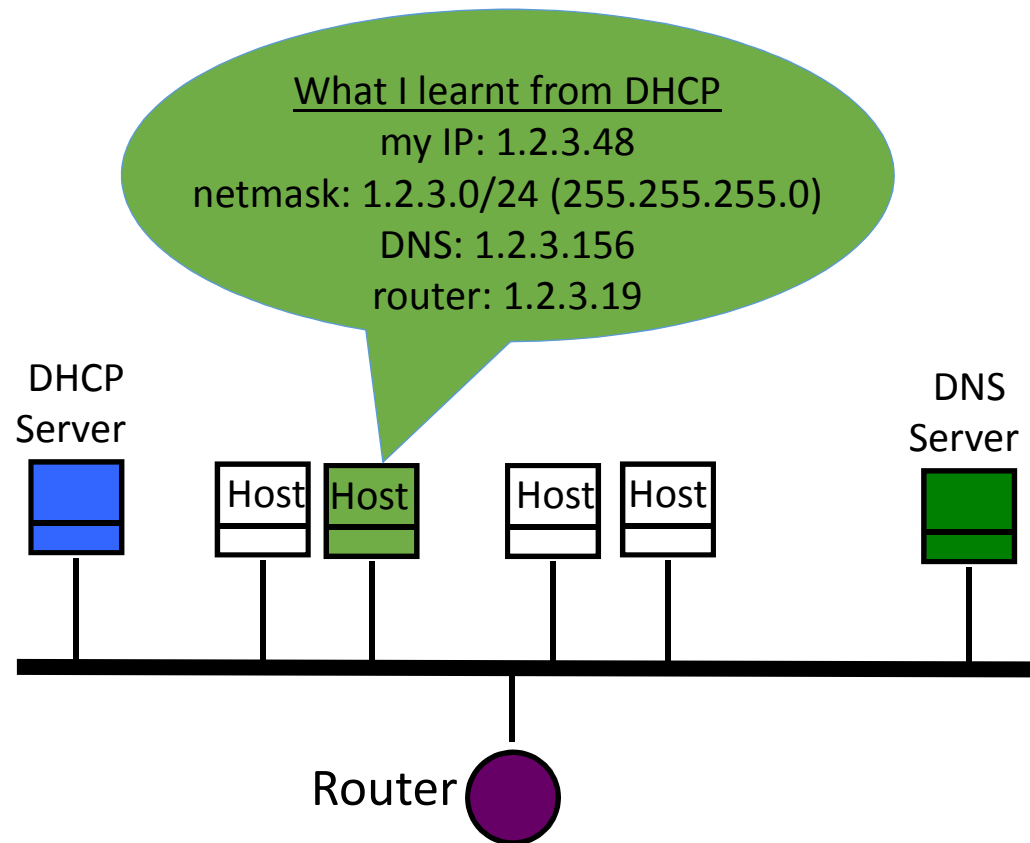 What I learnt from DHCP
my IP: 1.2.3.48
netmask: 1.2.3.0/24 (255.255.255.0)
DNS: 1.2.3.156
router: 1.2.3.19
DHCP
Server
DNS
Server
Host
Host
Host
Host
Router